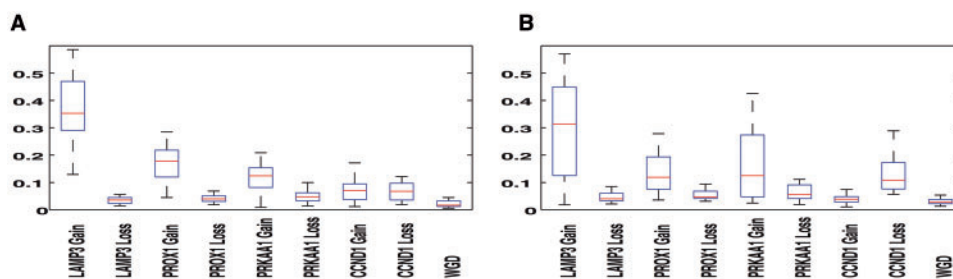 A
0.5
0.4
0.3
0.2
0.1
0
LAMP3 Gain
LAMP3 Loss
PROX1 Gain
PROX1 Loss
PRKAA1 Gain
PRKAA1 Loss
CCND1 Gain
CCND1 Loss
WGD
B
0.5
0.4
0.3
0.2
0.1
0
LAMP3 Gain
LAMP3 Loss
PROX1 Gain
PROX1 Loss
PRKAA1 Gain
PRKAA1 Loss
CCND1 Gain
CCND1 Loss
WGD